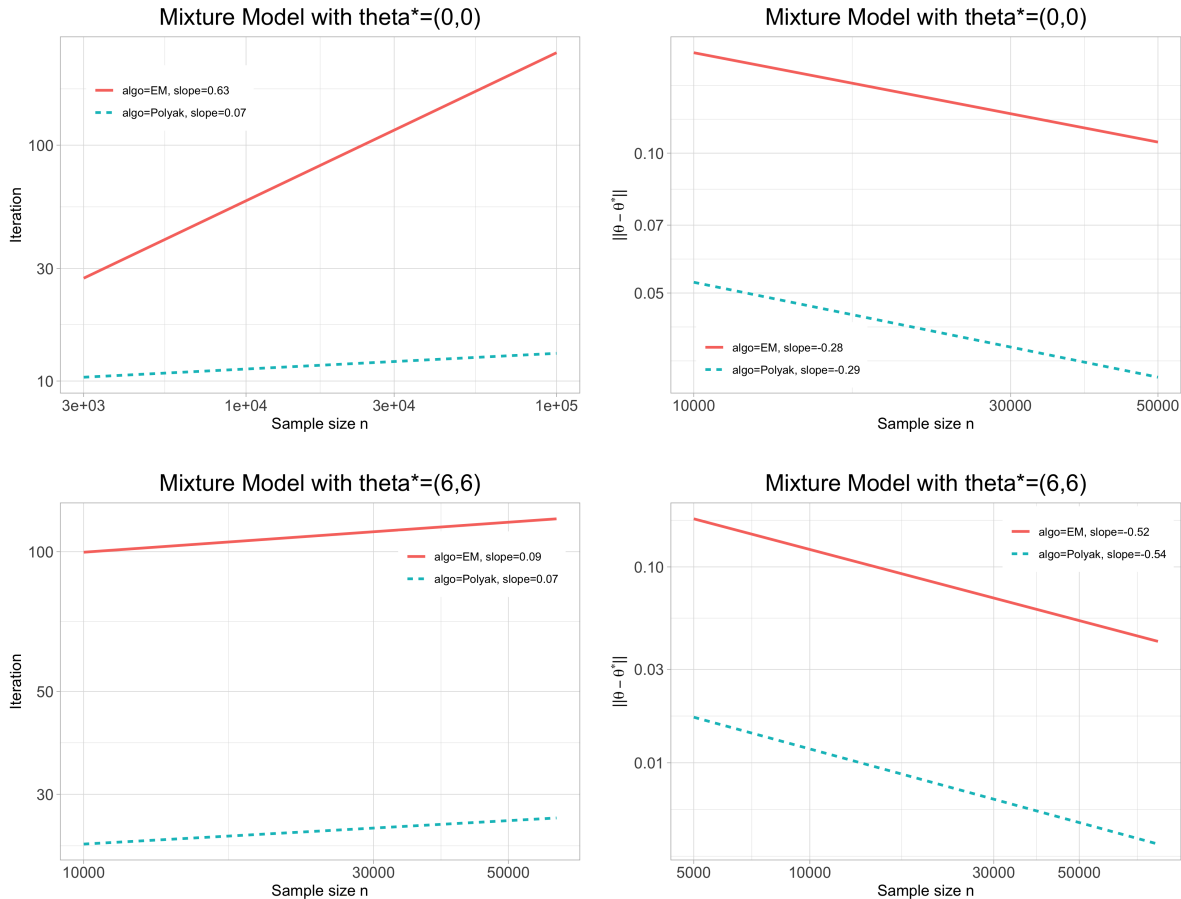 Mixture Model with theta*=(0,0)
algo=EM, slope=0.63
algo=Polyak, slope=0.07
100
30
10
Iteration
3e+03 1e+04 3e+04 1e+05
Sample size n
Mixture Model with theta*=(0,0)
0.10
0.07
0.05
||θ − θ*||
algo=EM, slope=-0.28
algo=Polyak, slope=-0.29
10000 30000 50000
Sample size n
Mixture Model with theta*=(6,6)
algo=EM, slope=0.09
algo=Polyak, slope=0.07
100
50
30
Iteration
10000 30000 50000
Sample size n
Mixture Model with theta*=(6,6)
algo=EM, slope=-0.52
algo=Polyak, slope=-0.54
0.10
0.03
0.01
||θ − θ*||
5000 10000 30000 50000
Sample size n